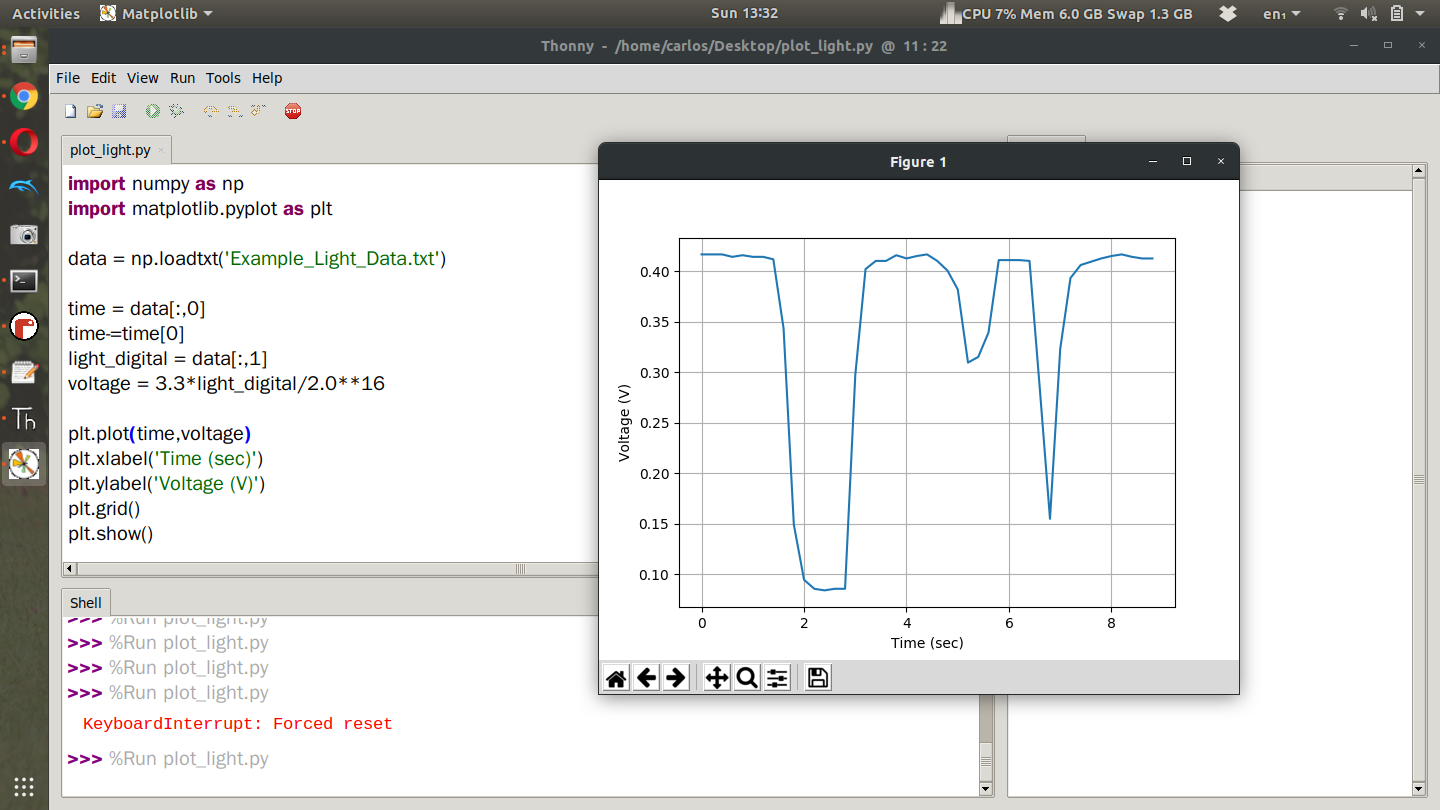 Activities Matplotlib Sun 13:32 CPU 7% Mem 6.0 GB Swap 1.3 GB en₁
Thonny - /home/carlos/Desktop/plot_light.py @ 11 : 22
File Edit View Run Tools Help
STOP
plot_light.py
import numpy as np
import matplotlib.pyplot as plt
data = np.loadtxt('Example_Light_Data.txt')
time = data[:,0]
time-=time[0]
light_digital = data[:,1]
voltage = 3.3*light_digital/2.0**16
plt.plot(time,voltage)
plt.xlabel('Time (sec)')
plt.ylabel('Voltage (V)')
plt.grid()
plt.show()
Shell
>>> %Run plot_light.py
>>> %Run plot_light.py
>>> %Run plot_light.py
>>> %Run plot_light.py
KeyboardInterrupt: Forced reset
>>> %Run plot_light.py
Figure 1
0.40
0.35
0.30
0.25
0.20
0.15
0.10
Voltage (V)
0 2 4 6 8
Time (sec)
Th